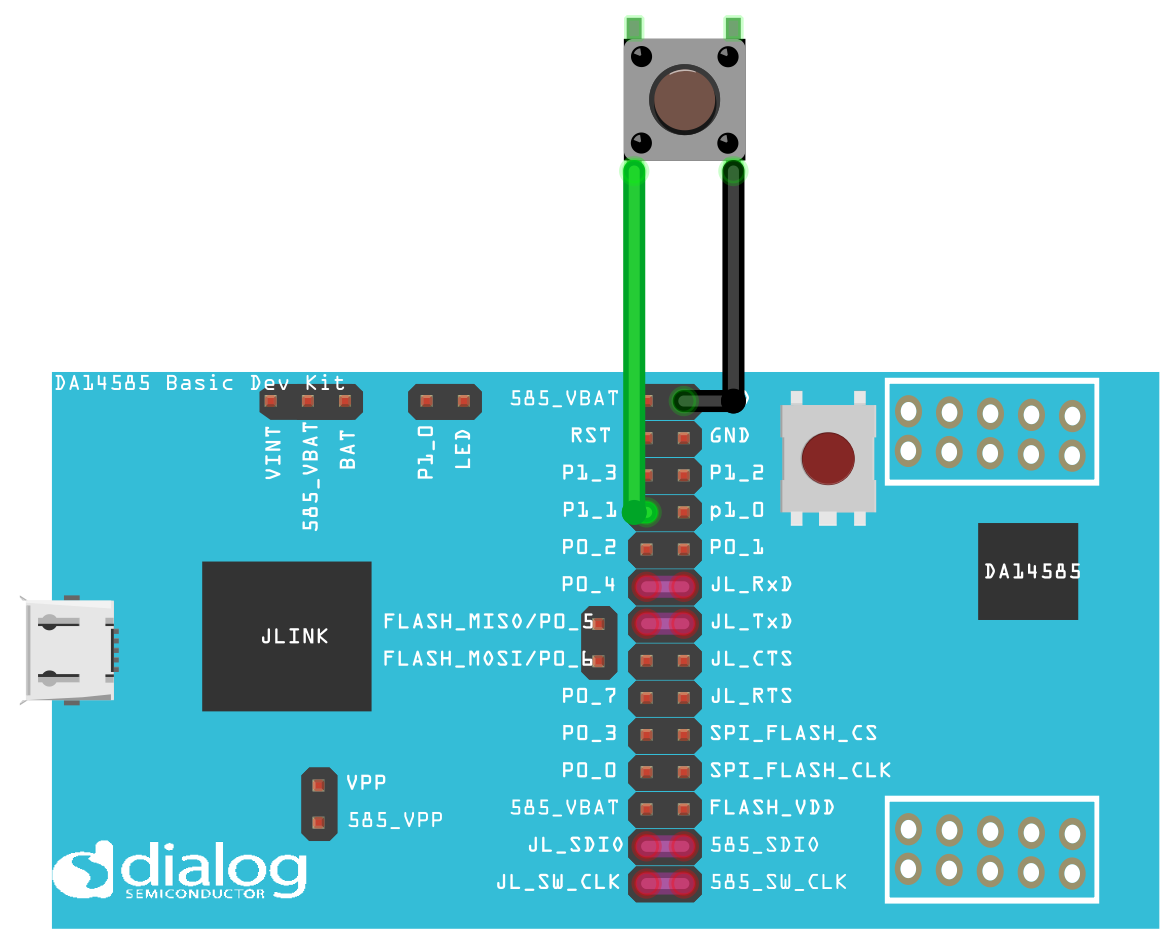 DA14585 Basic Dev Kit
VINT
585_VBAT
BAT
P1_0
LED
585_VBAT
RST GND
P1_3 P1_2
P1_1 p1_0
P0_2 P0_1
P0_4 JL_RxD
FLASH_MISO/P0_5 JL_TxD
FLASH_MOSI/P0_6 JL_CTS
P0_7 JL_RTS
P0_3 SPI_FLASH_CS
P0_0 SPI_FLASH_CLK
585_VBAT FLASH_VDD
JL_SDIO 585_SDIO
JL_SW_CLK 585_SW_CLK
DA14585
JLINK
VPP
585_VPP
dialog
SEMICONDUCTOR